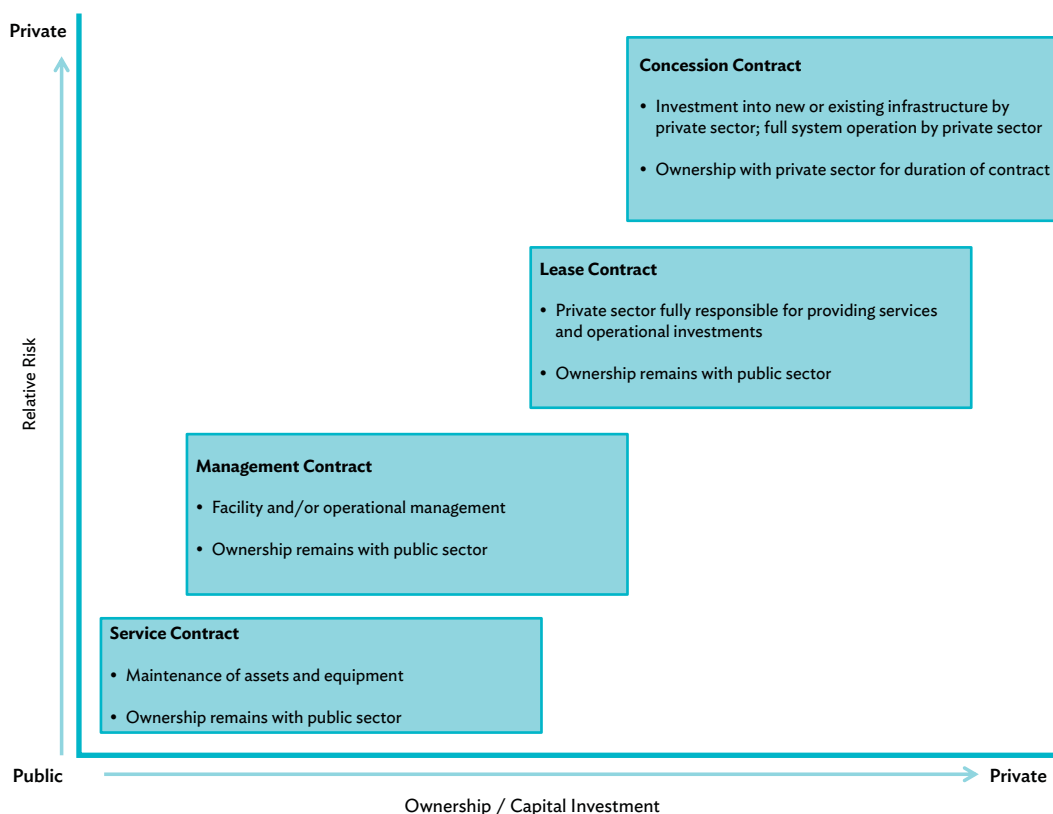 Private
Concession Contract
• Investment into new or existing infrastructure by
private sector; full system operation by private sector
• Ownership with private sector for duration of contract
Lease Contract
• Private sector fully responsible for providing services
and operational investments
• Ownership remains with public sector
Relative Risk
Management Contract
• Facility and/or operational management
• Ownership remains with public sector
Service Contract
• Maintenance of assets and equipment
• Ownership remains with public sector
Public
Private
Ownership / Capital Investment